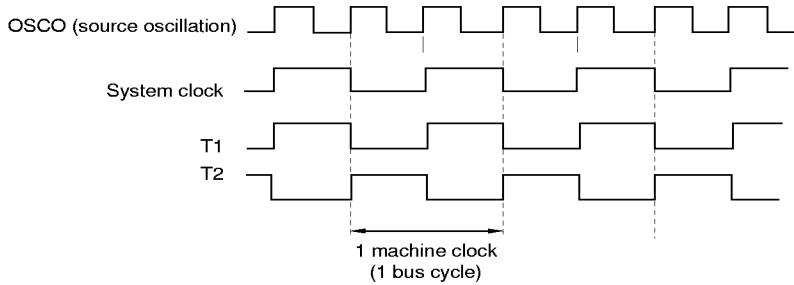 OSCO (source oscillation)
System clock
T1
T2
1 machine clock
(1 bus cycle)